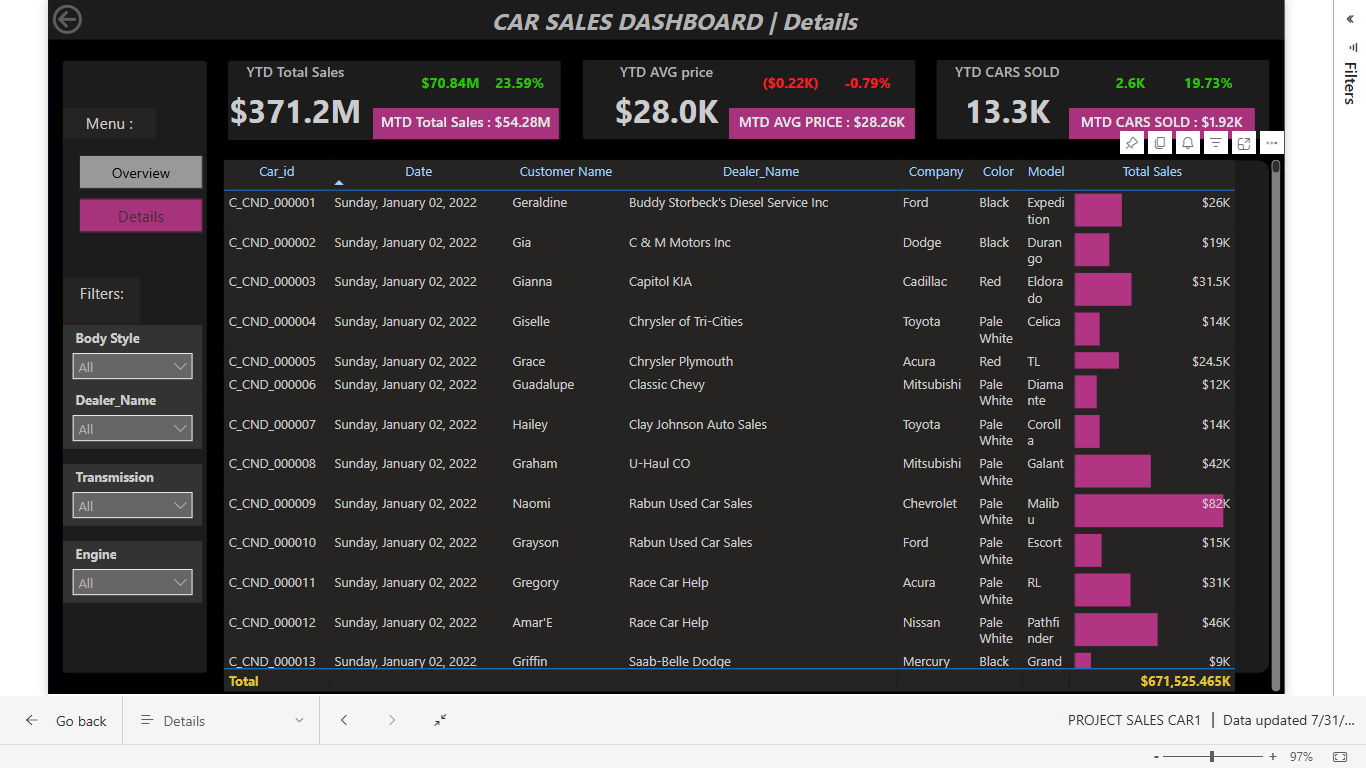 CAR SALES DASHBOARD | Details
Filters
YTD Total Sales
$70.84M 23.59%
$371.2M
MTD Total Sales : $54.28M
YTD AVG price
($0.22K) -0.79%
$28.0K
MTD AVG PRICE : $28.26K
YTD CARS SOLD
2.6K 19.73%
13.3K
MTD CARS SOLD : $1.92K
Menu :
Overview
Details
Filters:
Body Style
All
Dealer_Name
All
Transmission
All
Engine
All
Car_id Date Customer Name Dealer_Name Company Color Model Total Sales
C_CND_000001 Sunday, January 02, 2022 Geraldine Buddy Storbeck's Diesel Service Inc Ford Black Expedi $26K
tion
C_CND_000002 Sunday, January 02, 2022 Gia C & M Motors Inc Dodge Black Duran $19K
go
C_CND_000003 Sunday, January 02, 2022 Gianna Capitol KIA Cadillac Red Eldora $31.5K
do
C_CND_000004 Sunday, January 02, 2022 Giselle Chrysler of Tri-Cities Toyota Pale Celica $14K
White
C_CND_000005 Sunday, January 02, 2022 Grace Chrysler Plymouth Acura Red TL $24.5K
C_CND_000006 Sunday, January 02, 2022 Guadalupe Classic Chevy Mitsubishi Pale Diama $12K
White nte
C_CND_000007 Sunday, January 02, 2022 Hailey Clay Johnson Auto Sales Toyota Pale Coroll $14K
White a
C_CND_000008 Sunday, January 02, 2022 Graham U-Haul CO Mitsubishi Pale Galant $42K
White
C_CND_000009 Sunday, January 02, 2022 Naomi Rabun Used Car Sales Chevrolet Pale Malib $82K
White u
C_CND_000010 Sunday, January 02, 2022 Grayson Rabun Used Car Sales Ford Pale Escort $15K
White
C_CND_000011 Sunday, January 02, 2022 Gregory Race Car Help Acura Pale RL $31K
White
C_CND_000012 Sunday, January 02, 2022 Amar'E Race Car Help Nissan Pale Pathfi $46K
White nder
C_CND_000013 Sunday, January 02, 2022 Griffin Saab-Belle Dodge Mercury Black Grand $9K
Total $671,525.465K
Go back
Details
PROJECT SALES CAR1 | Data updated 7/31/...
- + 97%